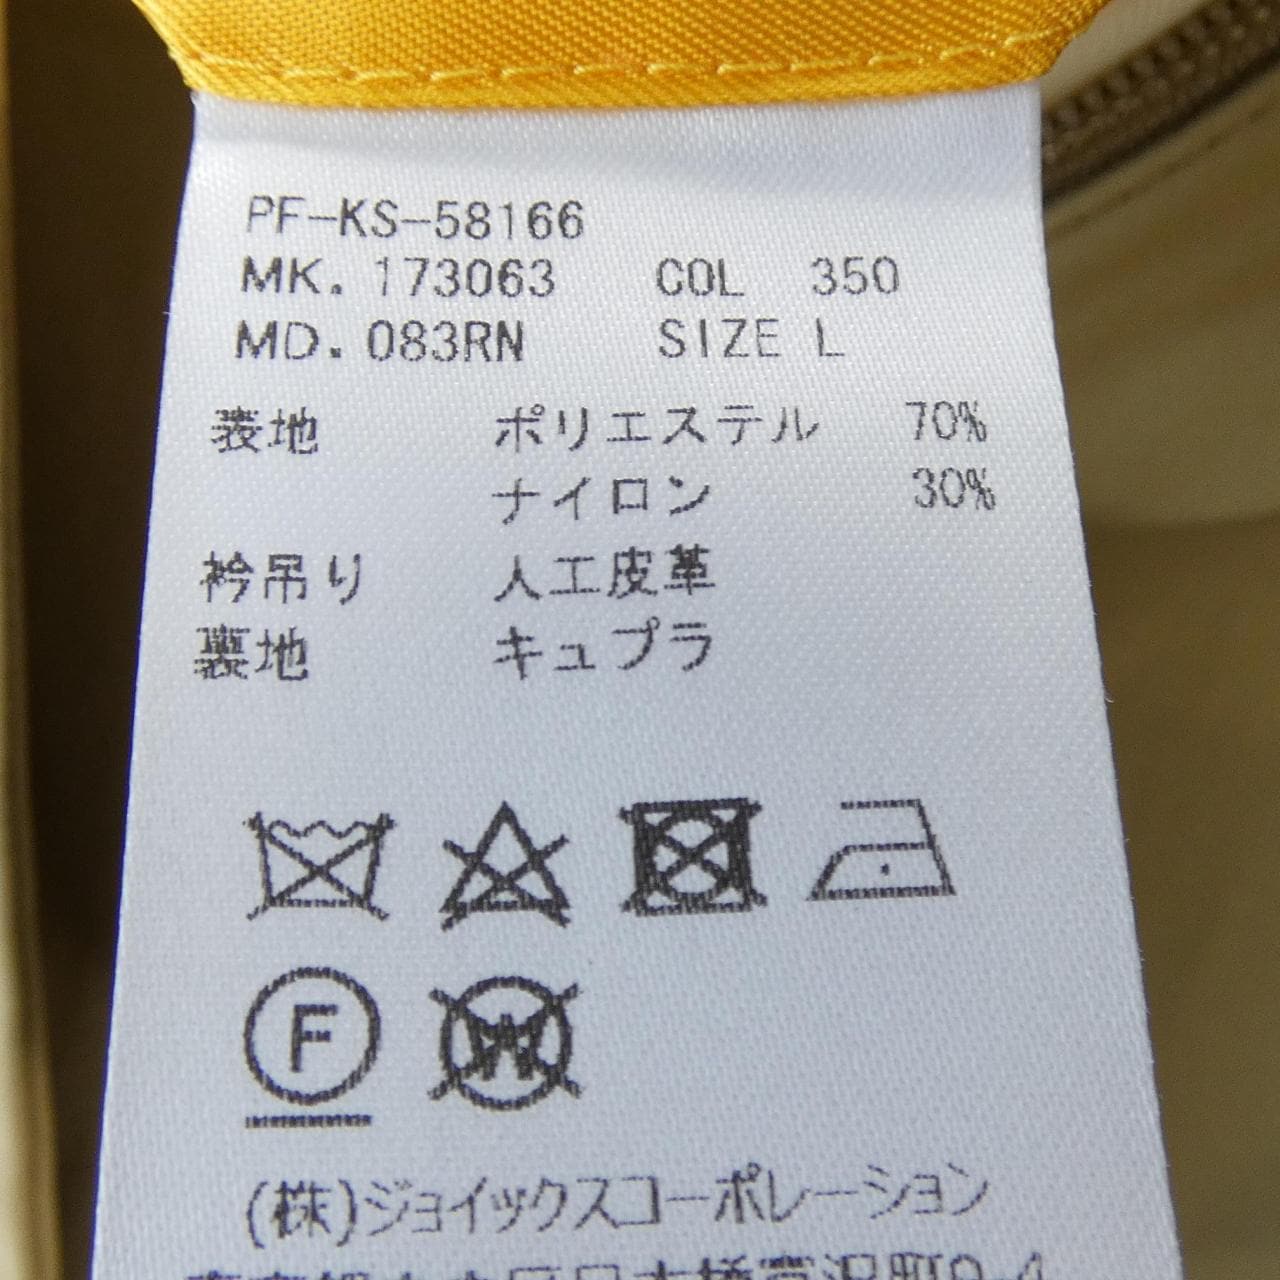 PF-KS-58166
MK. 173063 COL 350
MD. 083RN SIZE L
表地 ポリエステル 70%
ナイロン 30%
衿吊り 人工皮革
裏地 キュプラ
F
W
(株)ジョイックスコーポレーション